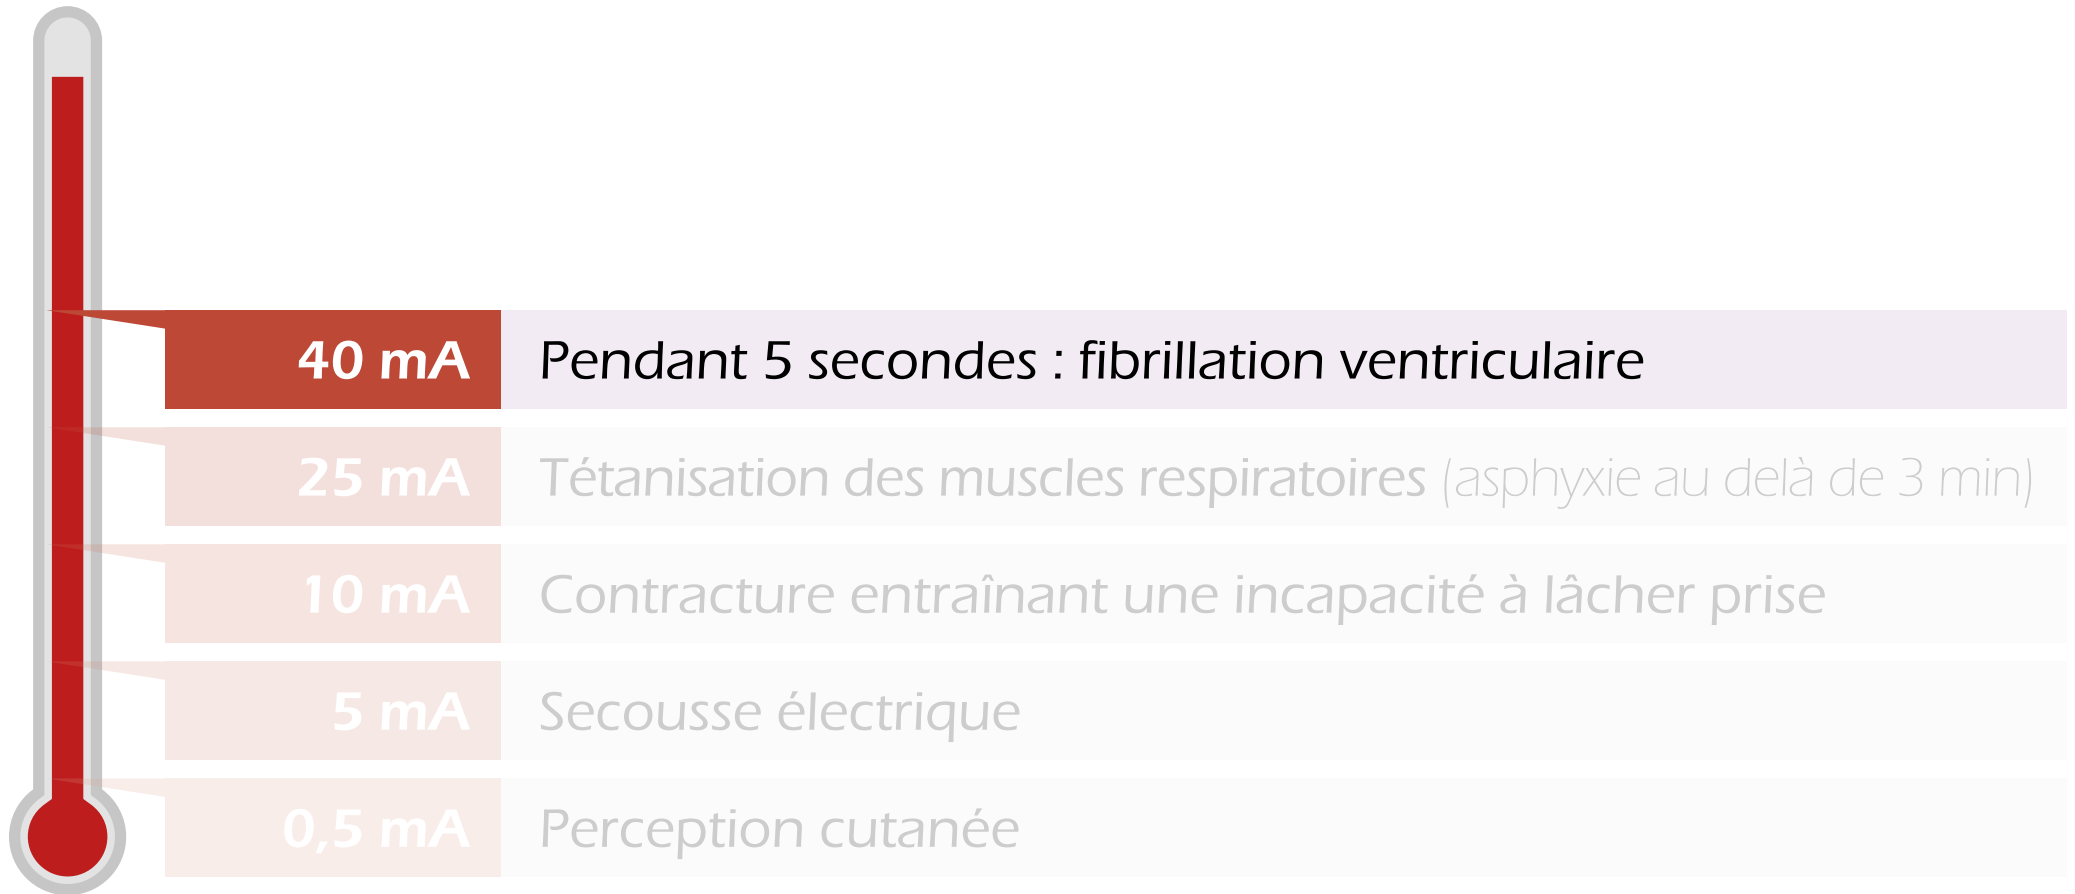 40 mA Pendant 5 secondes : fibrillation ventriculaire
25 mA Tétanisation des muscles respiratoires (asphyxie au delà de 3 min)
10 mA Contracture entraînant une incapacité à lâcher prise
5 mA Secousse électrique
0,5 mA Perception cutanée